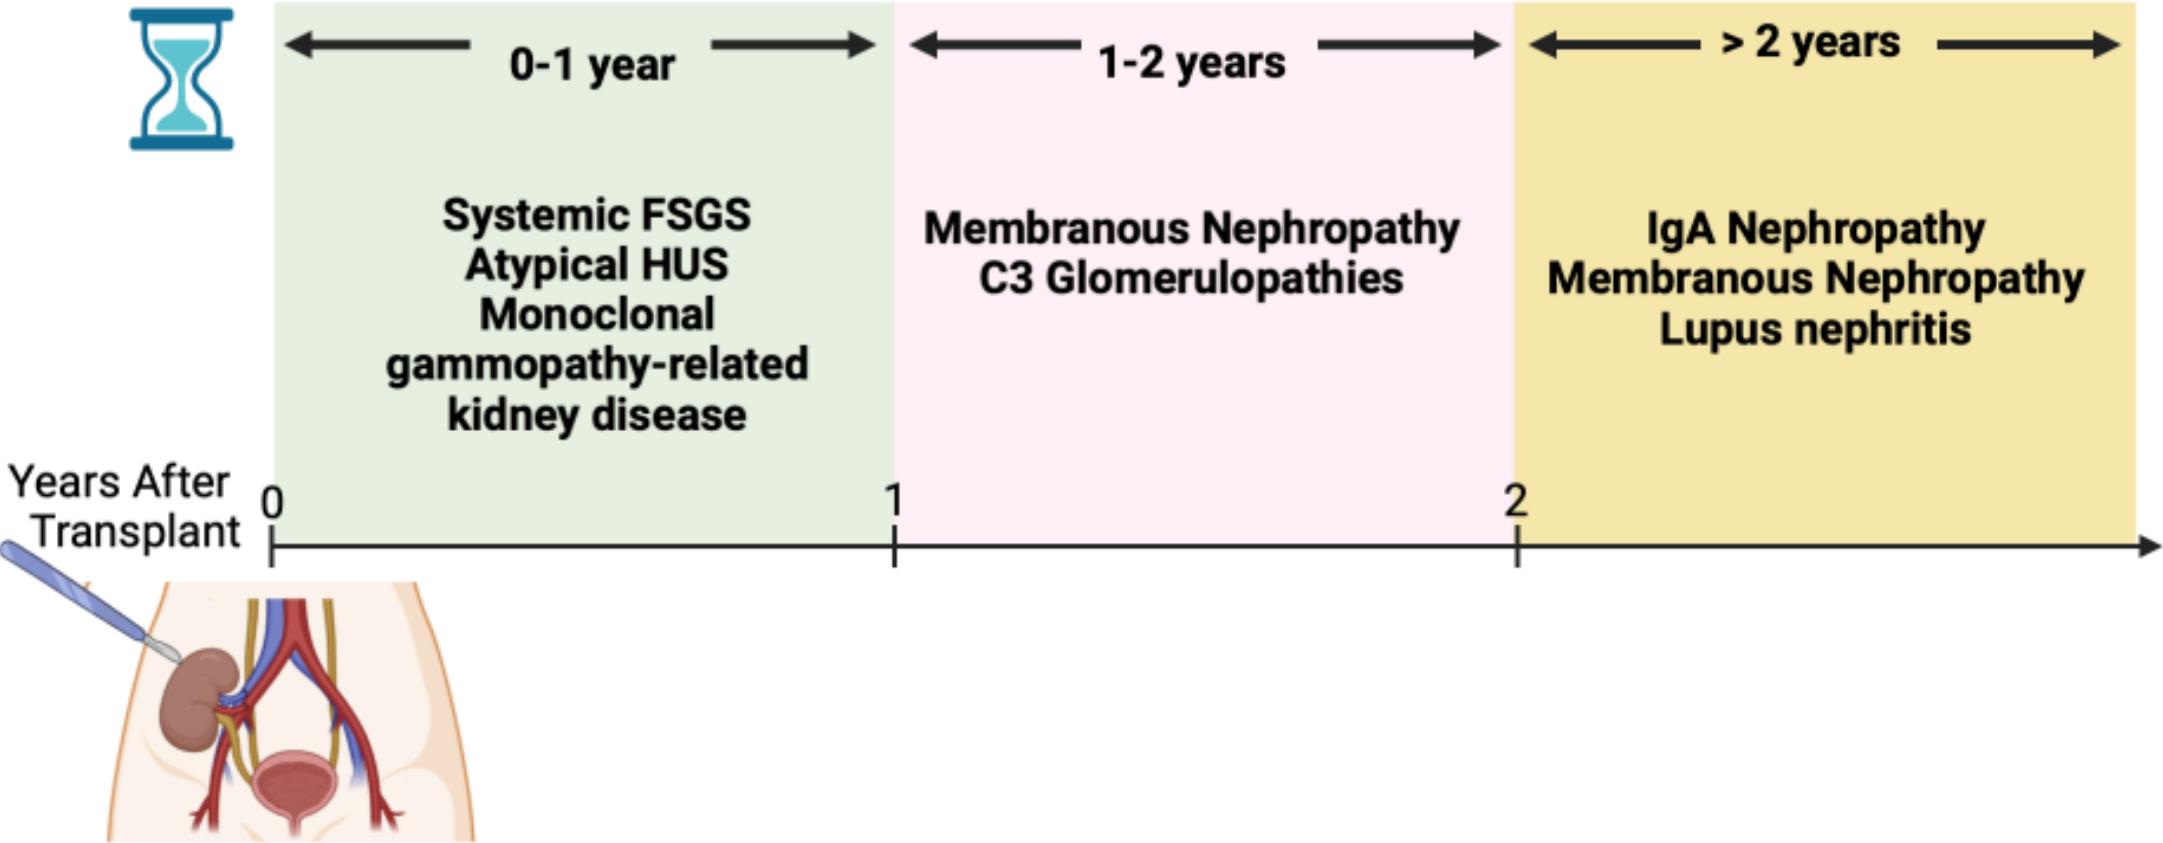 0-1 year
1-2 years
> 2 years
Systemic FSGS
Atypical HUS
Monoclonal
gammopathy-related
kidney disease
Membranous Nephropathy
C3 Glomerulopathies
IgA Nephropathy
Membranous Nephropathy
Lupus nephritis
Years After
Transplant
0
1
2